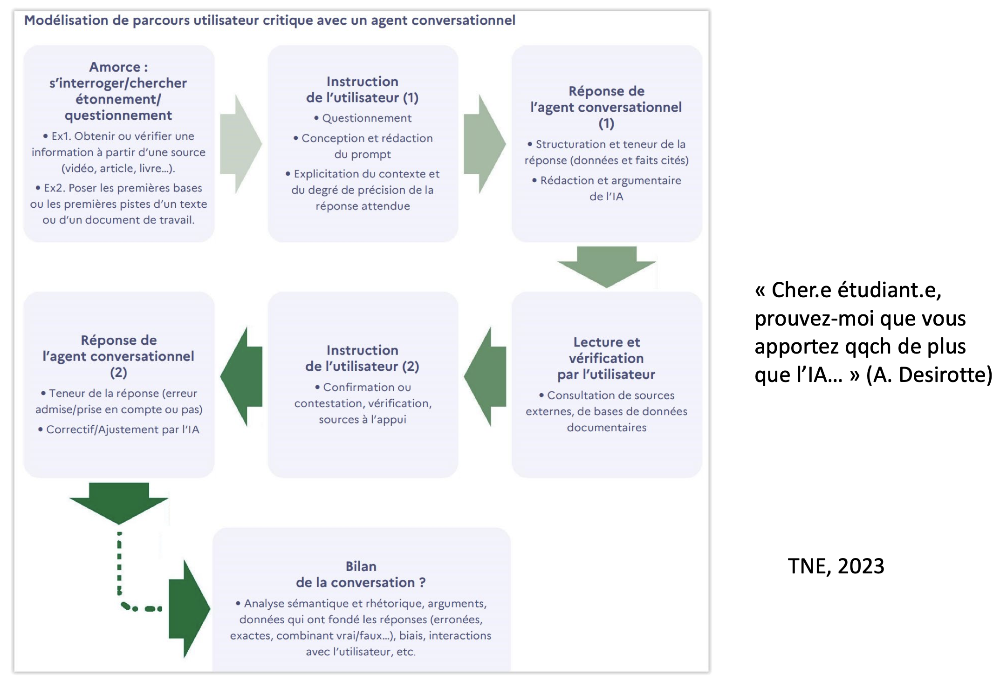 Modélisation de parcours utilisateur critique avec un agent conversationnel
Amorce :
s’interroger/chercher
étonnement/
questionnement
• Ex1. Obtenir ou vérifier une
information à partir d’une source
(vidéo, article, livre…).
• Ex2. Poser les premières bases
ou les premières pistes d’un texte
ou d’un document de travail.
Instruction
de l’utilisateur (1)
• Questionnement
• Conception et rédaction
du prompt
• Explicitation du contexte et
du degré de précision de la
réponse attendue
Réponse de
l’agent conversationnel
(1)
• Structuration et teneur de la
réponse (données et faits cités)
• Rédaction et argumentaire
de l’IA
Lecture et
vérification
par l’utilisateur
• Consultation de sources
externes, de bases de données
documentaires
Instruction
de l’utilisateur (2)
• Confirmation ou
contestation, vérification,
sources à l’appui
Réponse de
l’agent conversationnel
(2)
• Teneur de la réponse (erreur
admise/prise en compte ou pas)
• Correctif/Ajustement par l’IA
Bilan
de la conversation ?
• Analyse sémantique et rhétorique, arguments,
données qui ont fondé les réponses (erronées,
exactes, combinant vrai/faux…), biais, interactions
avec l’utilisateur, etc.
« Cher.e étudiant.e,
prouvez-moi que vous
apportez qqch de plus
que l’IA… » (A. Desirotte)
TNE, 2023